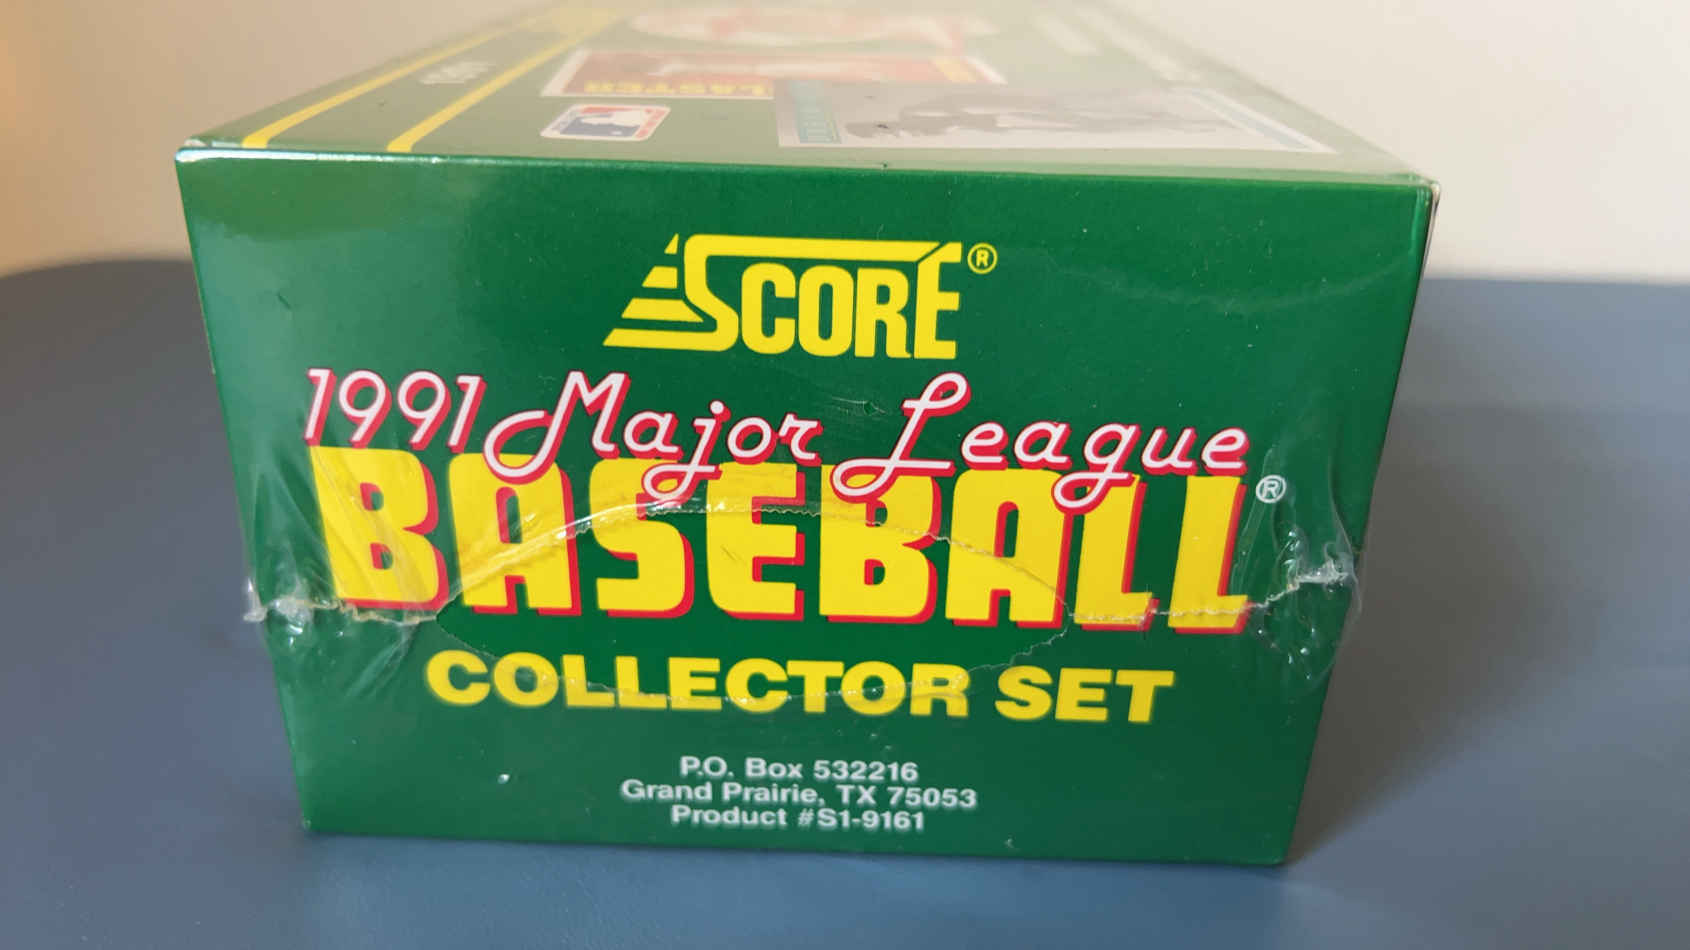 SCORE®
1991 Major League
BASEBALL®
COLLECTOR SET
P.O. Box 532216
Grand Prairie, TX 75053
Product #S1-9161